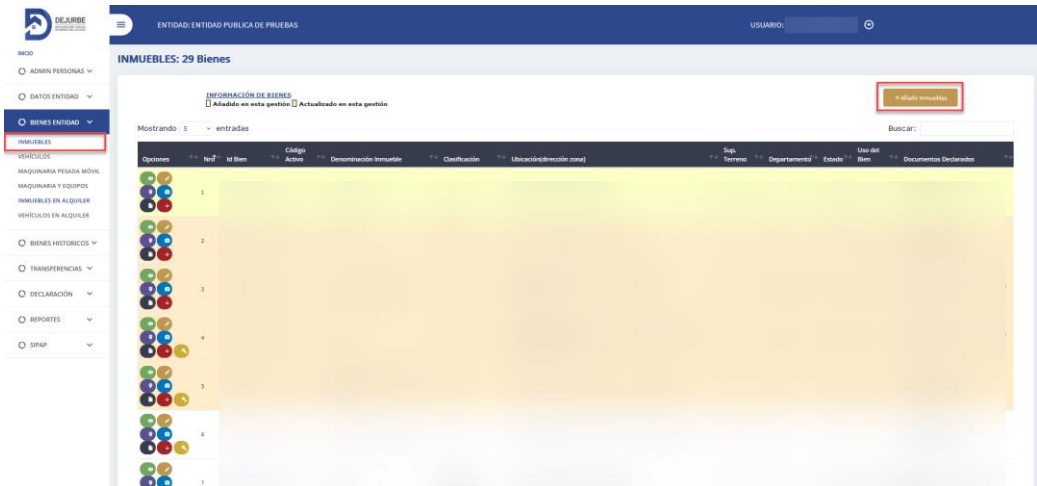 DEJURBE
ENTIDAD: ENTIDAD PUBLICA DE PRUEBAS
USUARIO:
INICIO
ADMIN PERSONAS
DATOS ENTIDAD
BIENES ENTIDAD
INMUEBLES
VEHÍCULOS
MAQUINARIA PESADA MÓVIL
MAQUINARIA Y EQUIPOS
INMUEBLES EN ALQUILER
VEHÍCULOS EN ALQUILER
BIENES HISTORICOS
TRANSFERENCIAS
DECLARACIÓN
REPORTES
SIPAP
INMUEBLES: 29 Bienes
INFORMACIÓN DE BIENES
Añadido en esta gestión Actualizado en esta gestión
+ Añadir Inmuebles
Mostrando 5 entradas
Buscar:
Opciones Nro Id Bien Código Activo Denominación Inmueble Clasificación Ubicación(dirección zona) Sup. Terreno Departamento Estado Uso del Bien Documentos Declarados
1
2
3
4
5
6
7